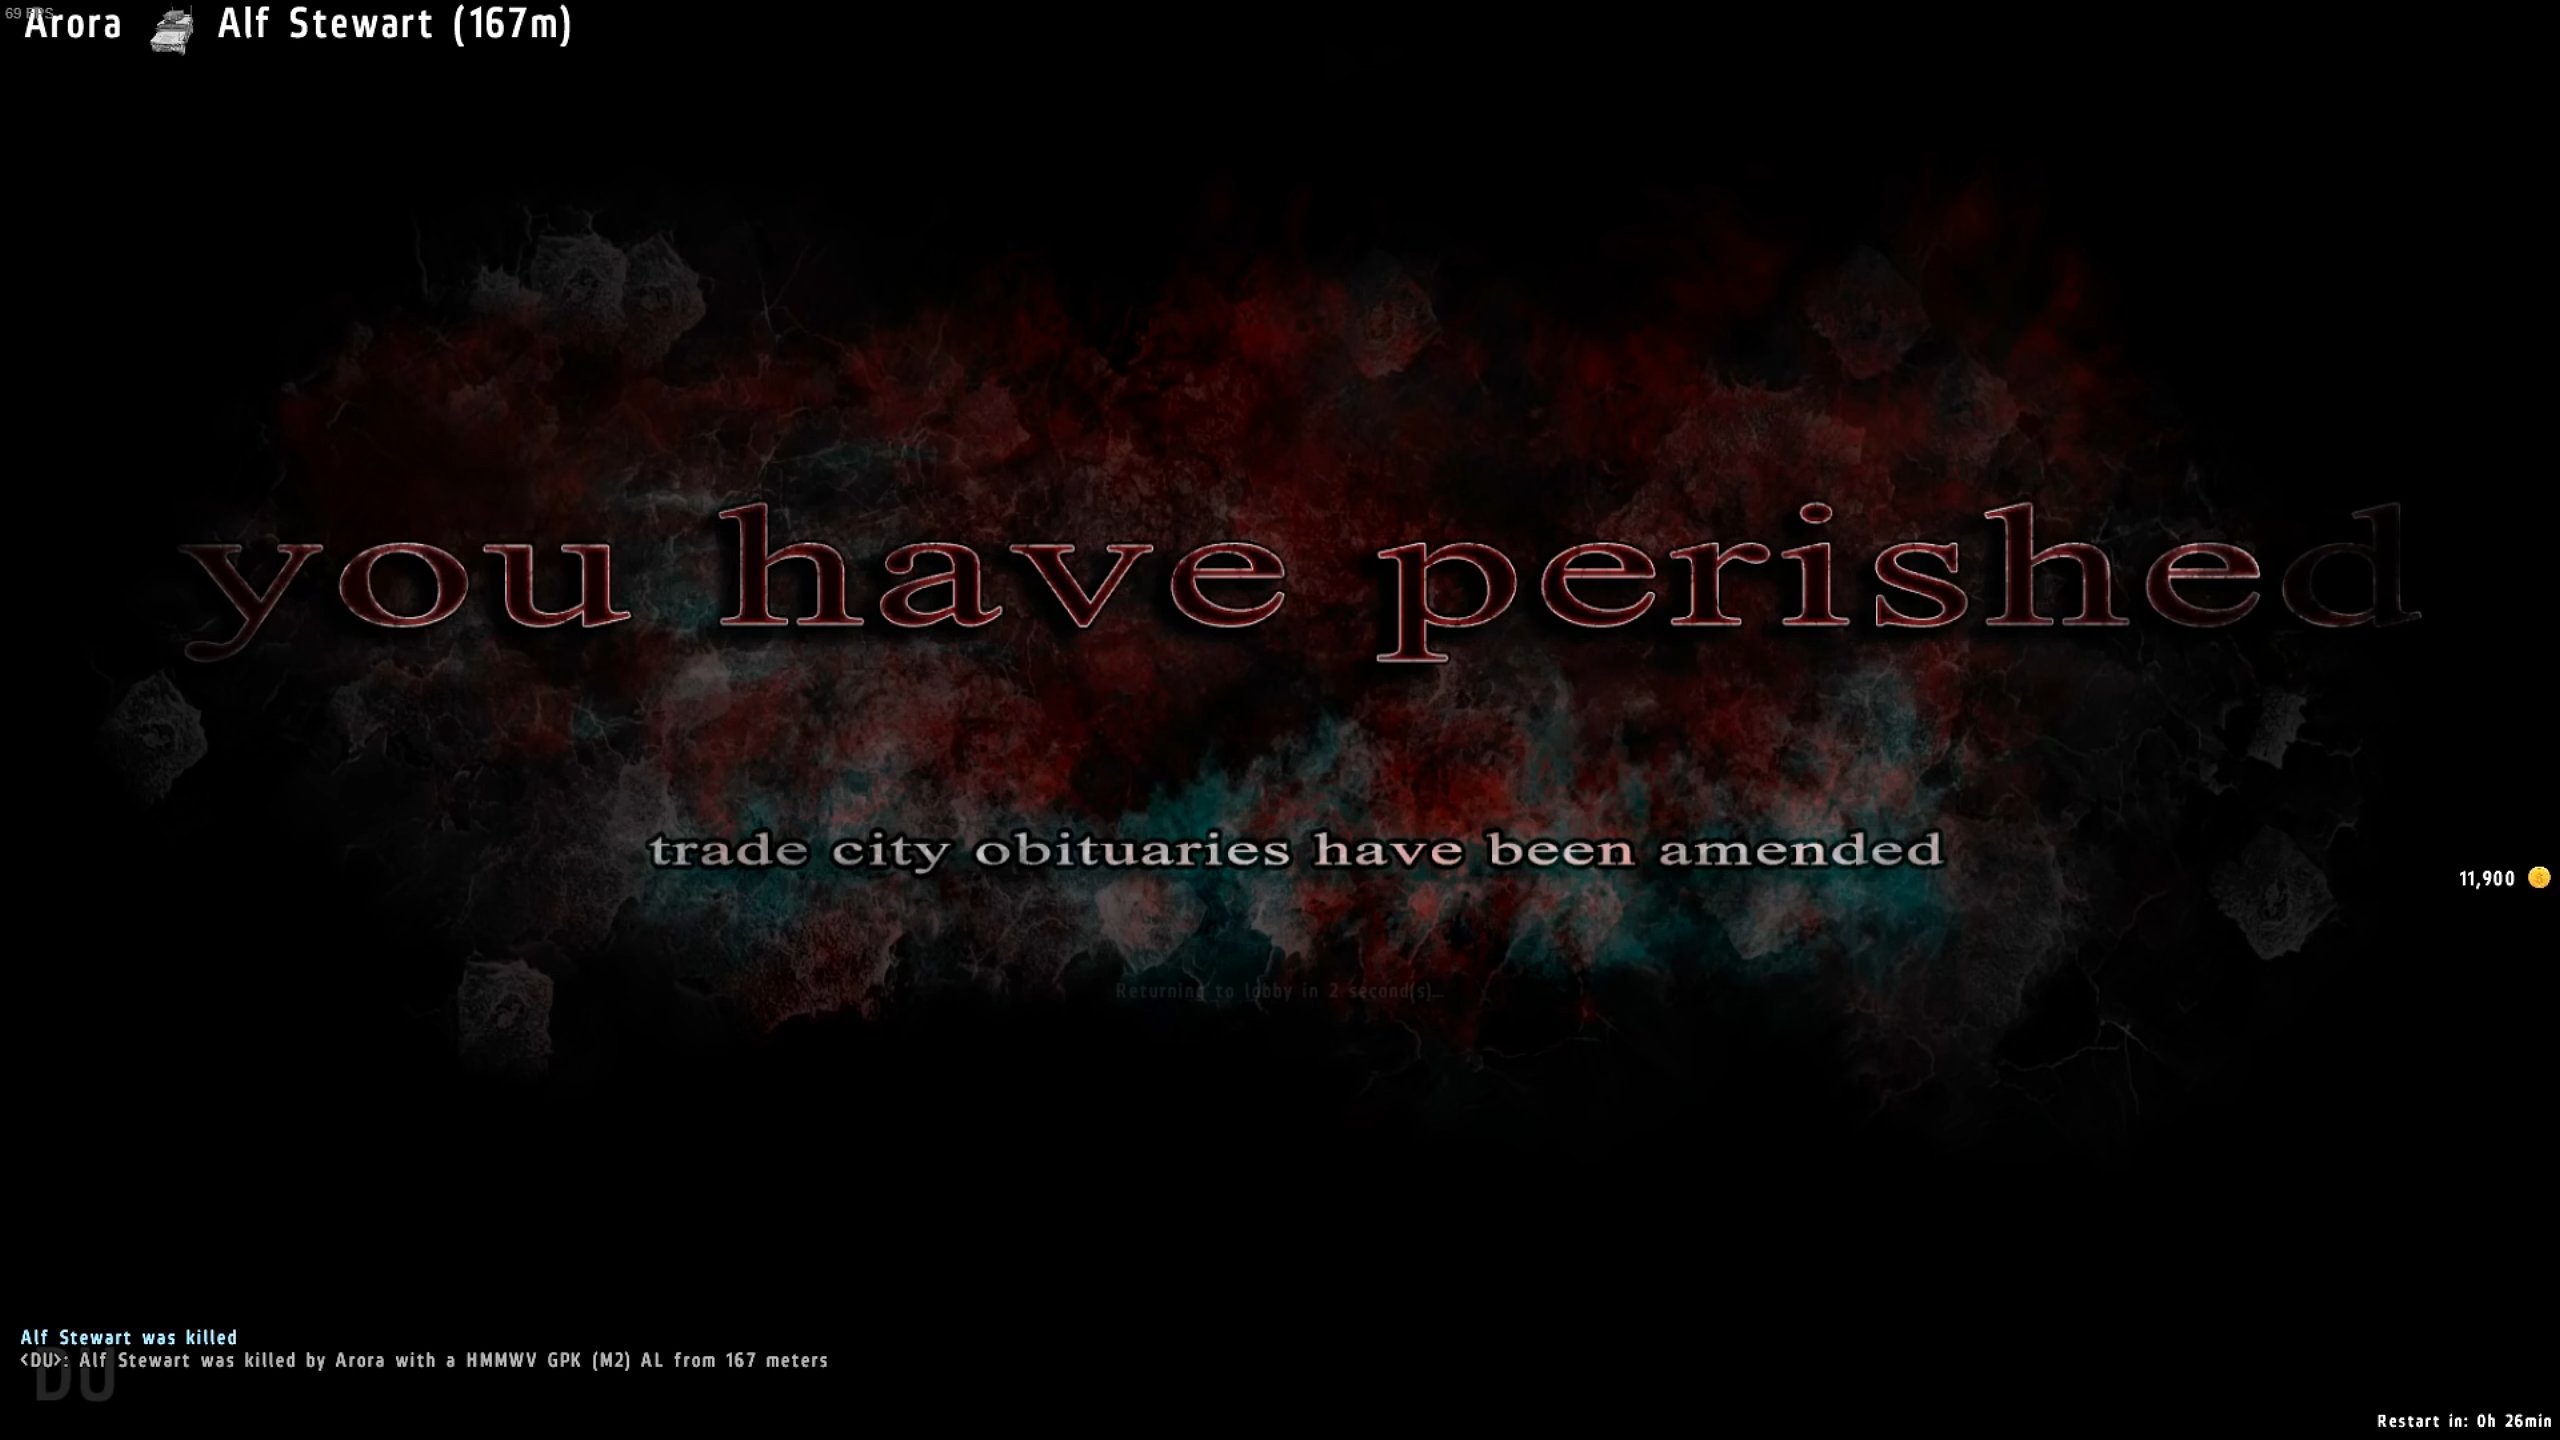 69 FPS
Arora Alf Stewart (167m)
you have perished
trade city obituaries have been amended
11,900
Returning to lobby in 2 second(s)...
Alf Stewart was killed
<DU>: Alf Stewart was killed by Arora with a HMMWV GPK (M2) AL from 167 meters
DU
Restart in: 0h 26min